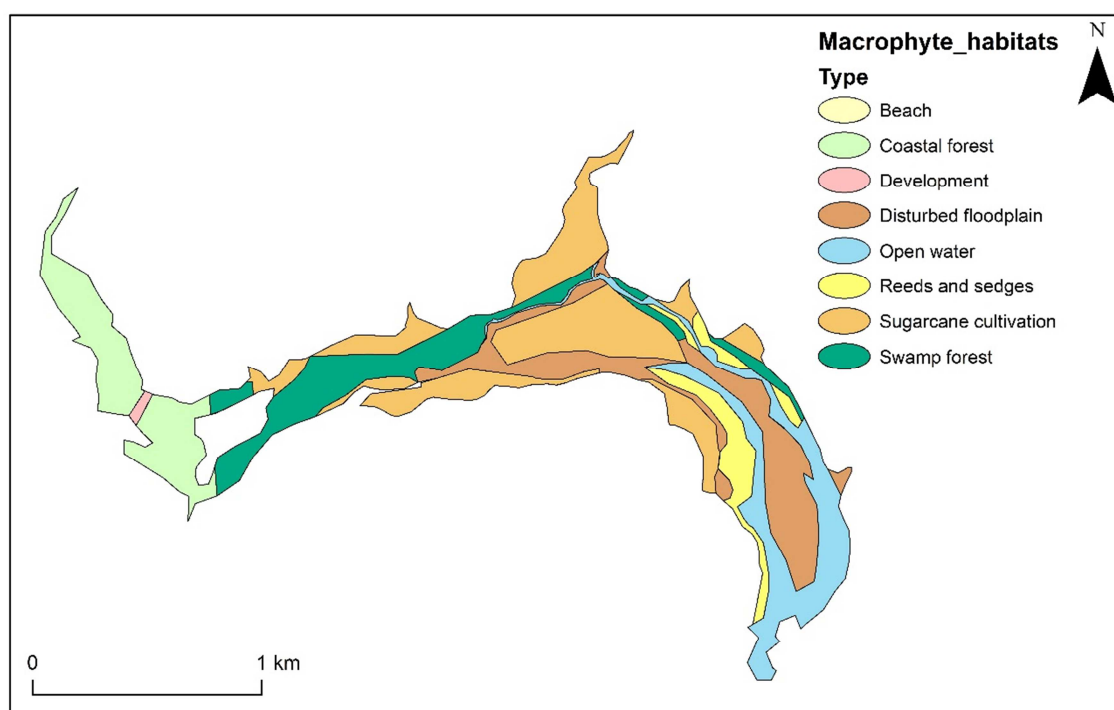 Macrophyte_habitats
N
Type
Beach
Coastal forest
Development
Disturbed floodplain
Open water
Reeds and sedges
Sugarcane cultivation
Swamp forest
0 1 km